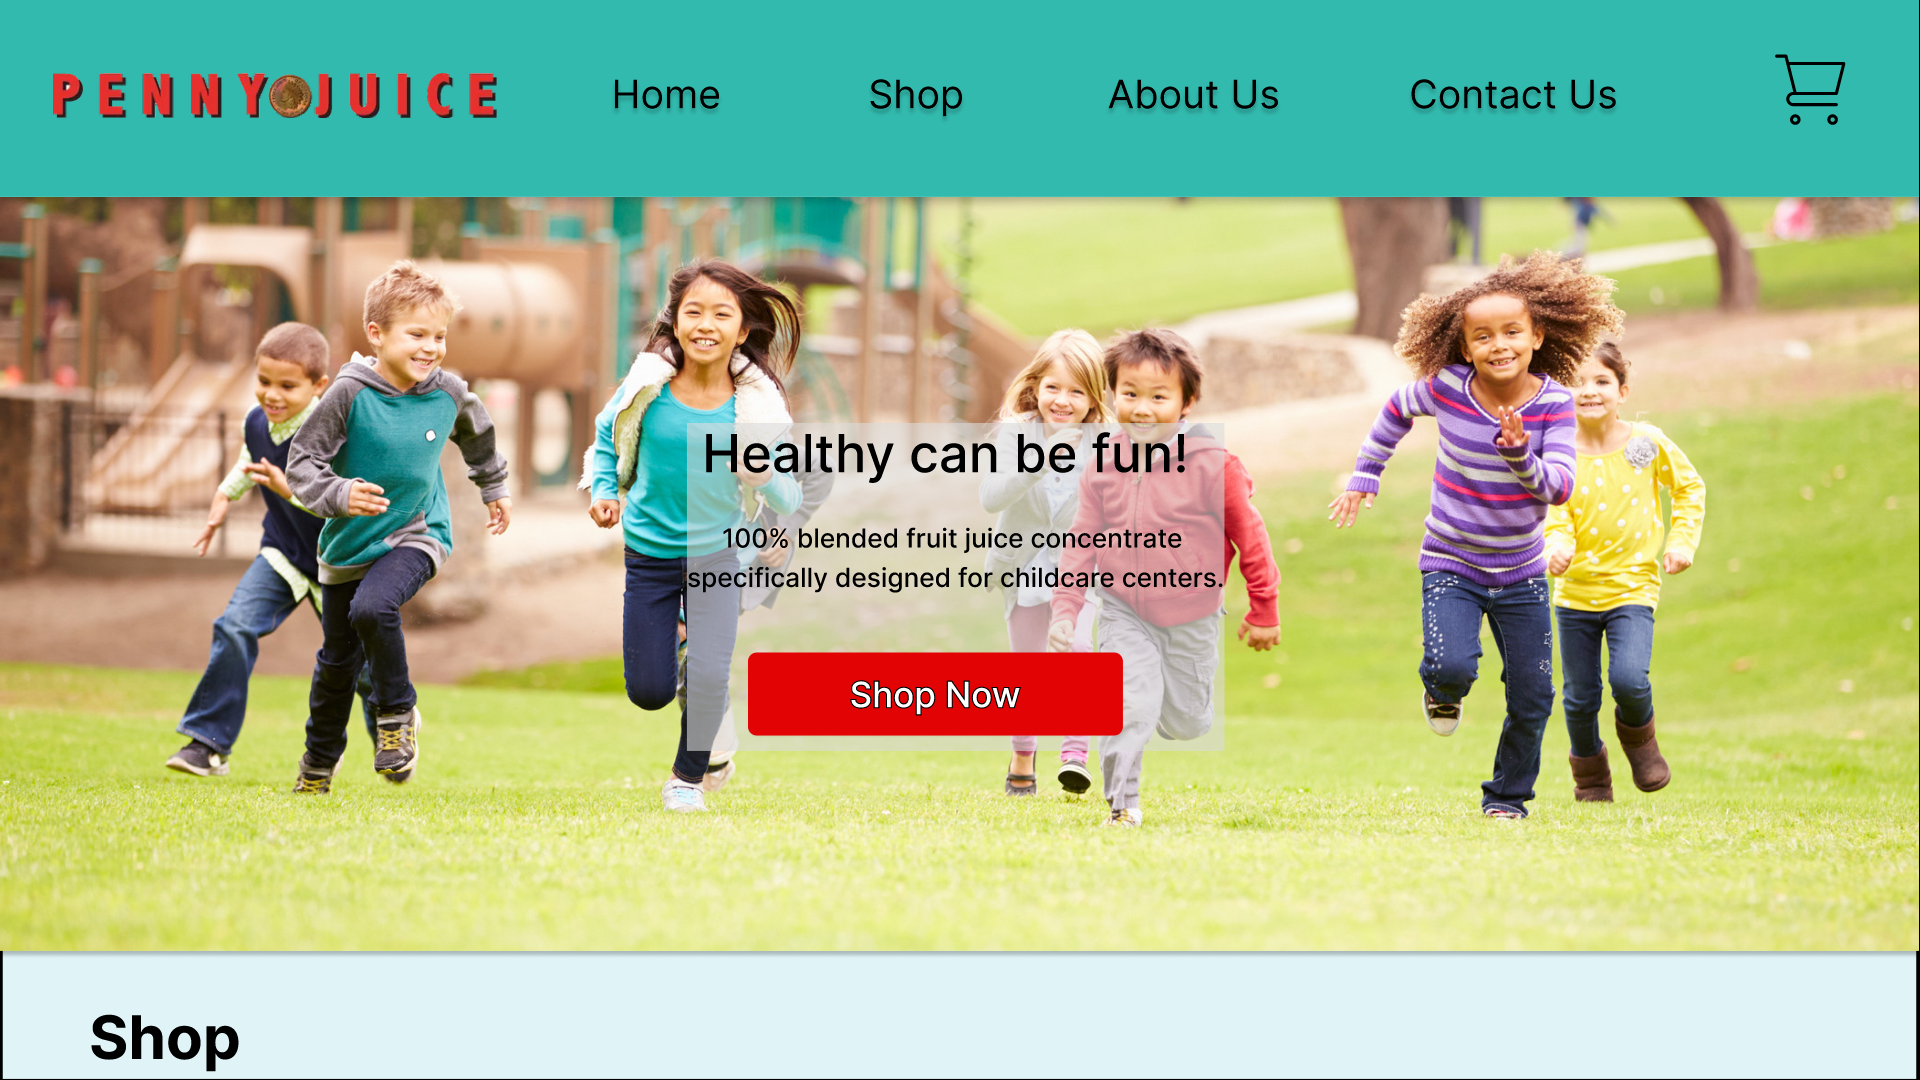 PENNY JUICE
Home
Shop
About Us
Contact Us
Healthy can be fun!
100% blended fruit juice concentrate
specifically designed for childcare centers.
Shop Now
Shop